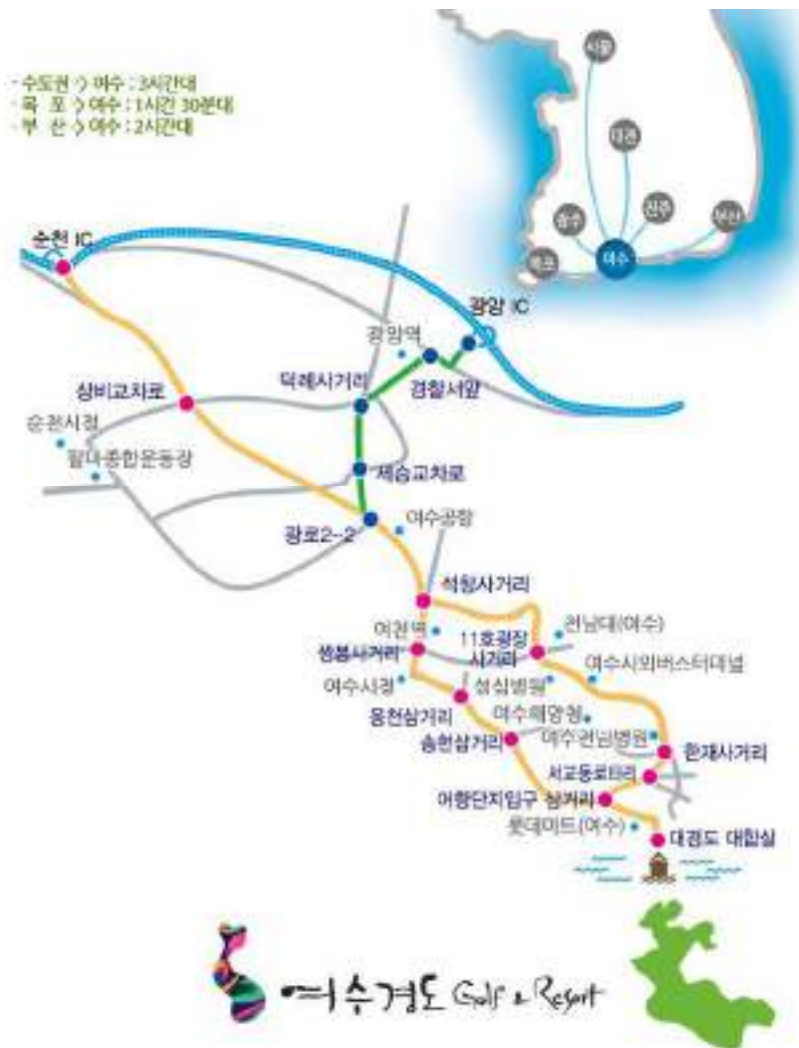 - 수도권 > 여수 : 3시간대
- 목 포 > 여수 : 1시간 30분대
- 부 산 > 여수 : 2시간대
서울
대전
광주
진주
부산
목포
여수
순천 IC
광양 IC
광양역
덕례사거리
경찰서앞
상비교차로
순천시청
팔마종합운동장
세승교차로
여수공항
광로2--2
석창사거리
여천역
11호광장
사거리
전남대(여수)
쌍봉사거리
여수시외버스터미널
여수시청
성심병원
웅천삼거리
여수해양청
송현삼거리
여수전남병원
한재사거리
서교동로타리
어항단지입구 삼거리
롯데마트(여수)
대경도 대합실
여수경도 Golf & Resort